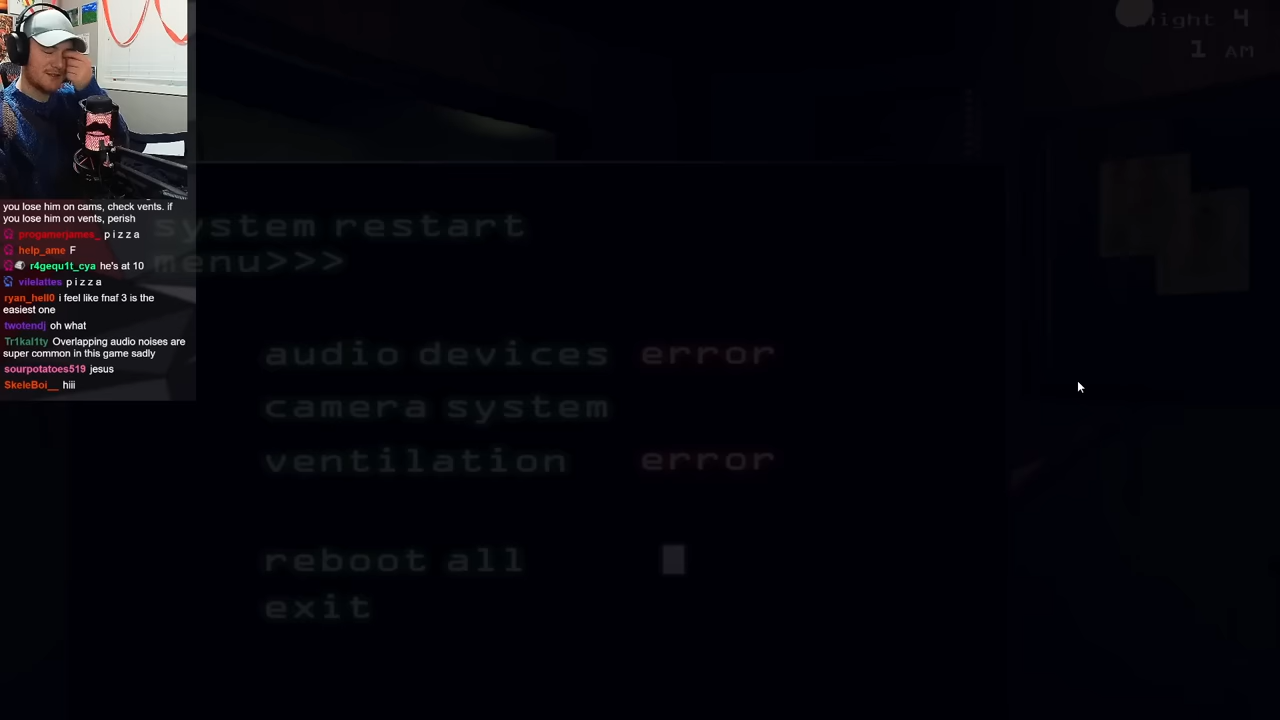 night 4
1 AM
you lose him on cams, check vents. if
you lose him on vents, perish
progamerjames_ p i z z a
help_ame F
r4gequ1t_cya he's at 10
vilelattes p i z z a
ryan_hell0 i feel like fnaf 3 is the
easiest one
twotendj oh what
Tr1kal1ty Overlapping audio noises are
super common in this game sadly
sourpotatoes519 jesus
SkeleBoi__ hiii
system restart
menu>>>
audio devices error
camera system
ventilation error
reboot all
exit